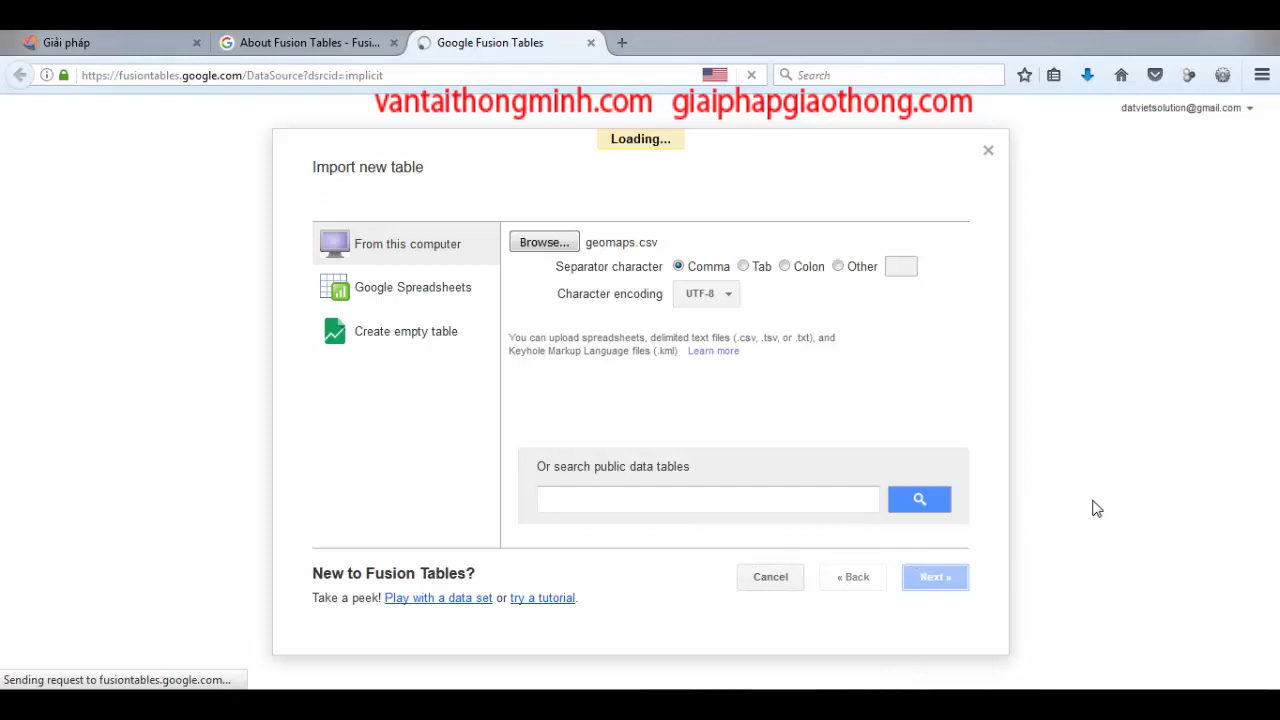 Giải pháp
About Fusion Tables - Fusi...
Google Fusion Tables
https://fusiontables.google.com/DataSource?dsrcid=implicit
Search
vantaithongminh.com giaiphapgiaothong.com
datvietsolution@gmail.com
Loading...
Import new table
From this computer
Google Spreadsheets
Create empty table
Browse... geomaps.csv
Separator character Comma Tab Colon Other
Character encoding UTF-8
You can upload spreadsheets, delimited text files (.csv, .tsv, or .txt), and
Keyhole Markup Language files (.kml) Learn more
Or search public data tables
New to Fusion Tables?
Take a peek! Play with a data set or try a tutorial.
Cancel
« Back
Next »
Sending request to fusiontables.google.com...